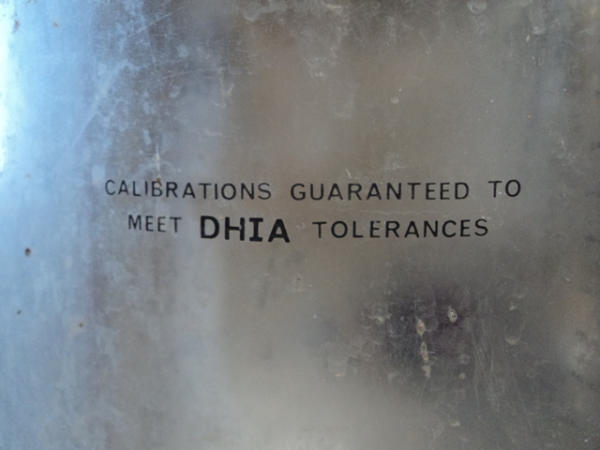 CALIBRATIONS GUARANTEED TO
MEET DHIA TOLERANCES